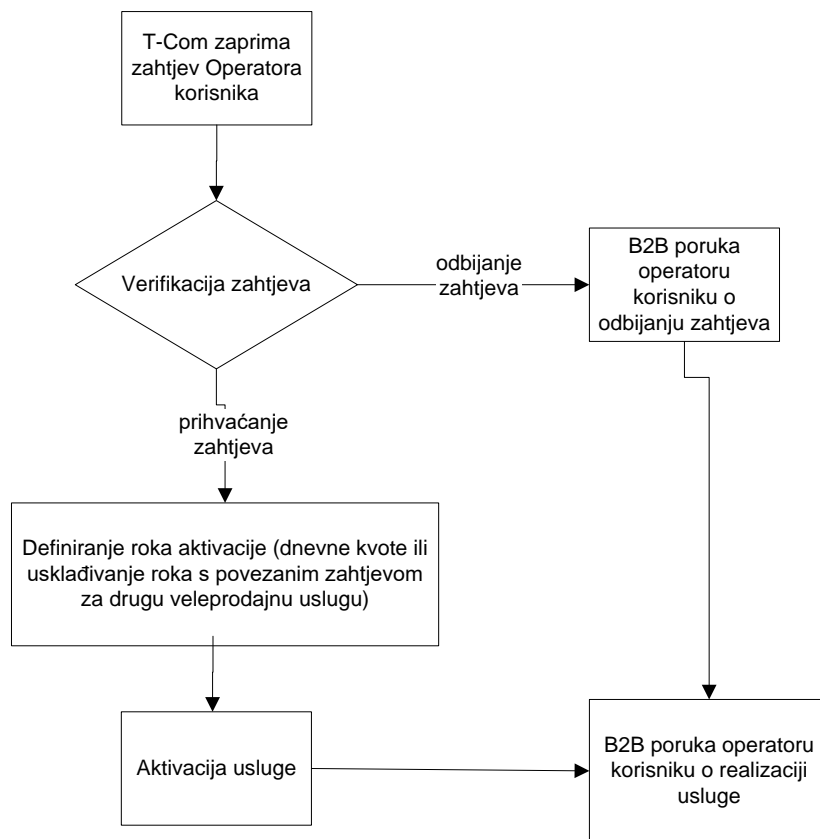 T-Com zaprima
zahtjev Operatora
korisnika
Verifikacija zahtjeva
odbijanje
zahtjeva
B2B poruka
operatoru
korisniku o
odbijanju zahtjeva
prihvaćanje
zahtjeva
Definiranje roka aktivacije (dnevne kvote ili
usklađivanje roka s povezanim zahtjevom
za drugu veleprodajnu uslugu)
Aktivacija usluge
B2B poruka operatoru
korisniku o realizaciji
usluge